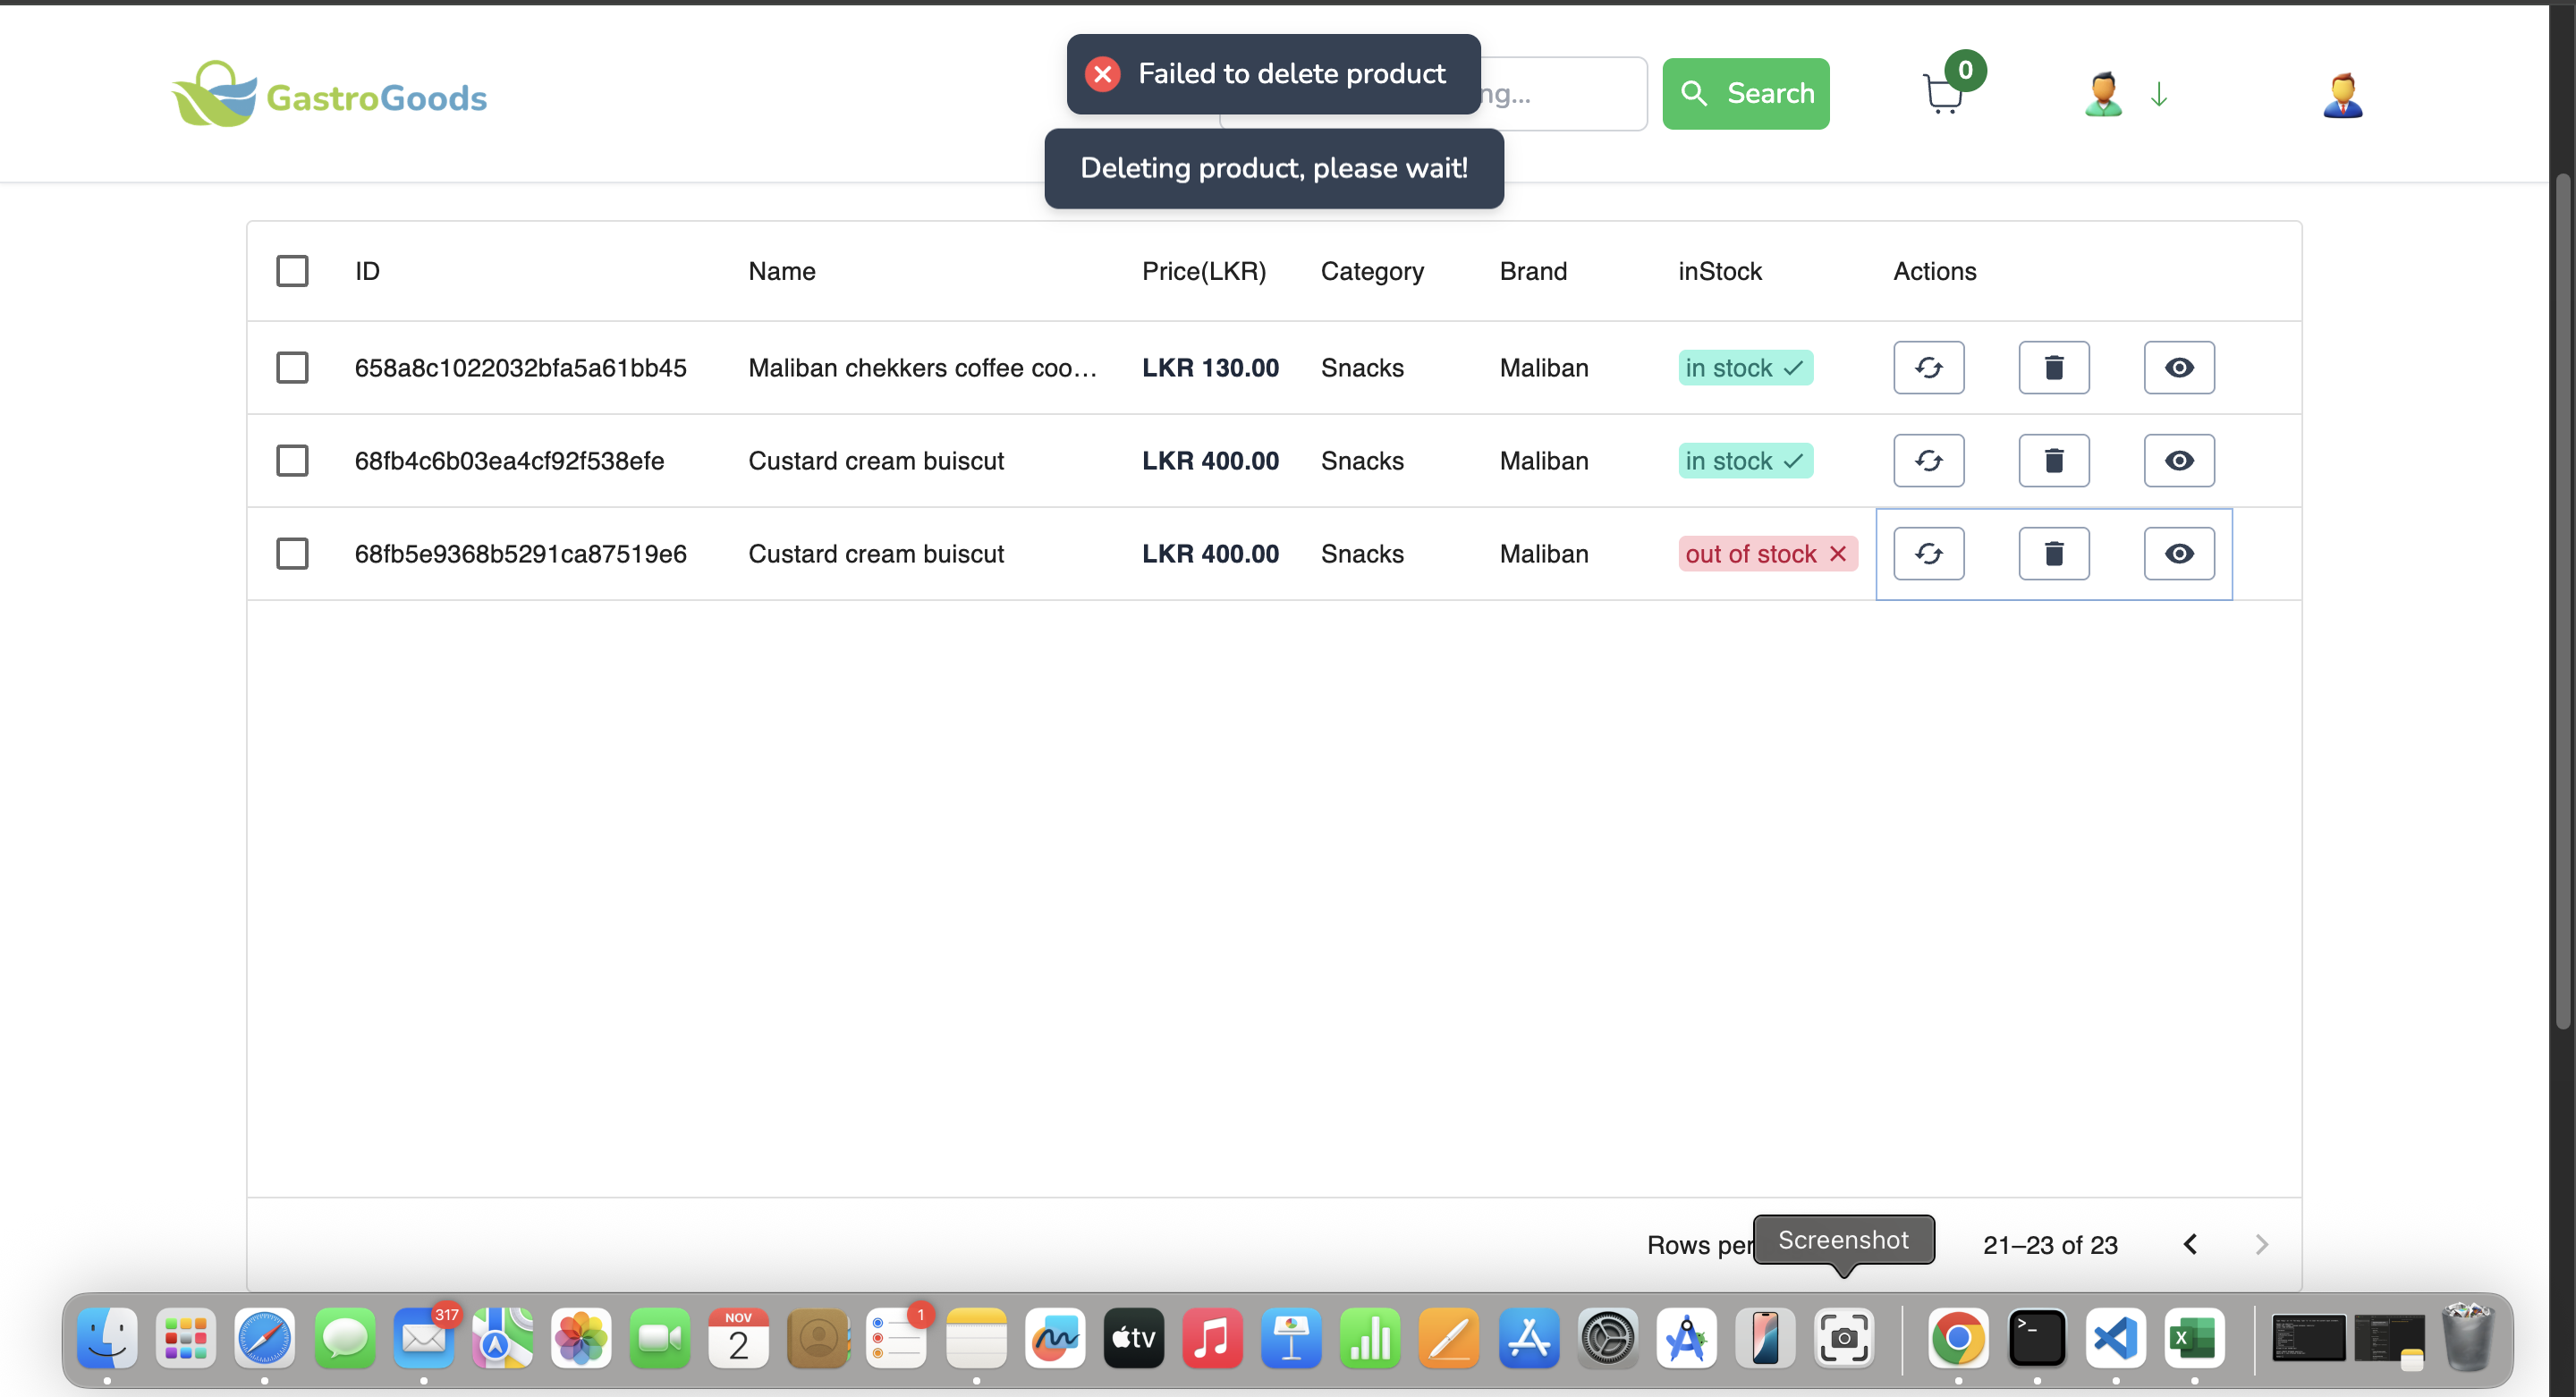 Failed to delete product
GastroGoods
ng...
Search
0
Deleting product, please wait!
ID Name Price(LKR) Category Brand inStock Actions
658a8c1022032bfa5a61bb45 Maliban chekkers coffee coo... LKR 130.00 Snacks Maliban in stock
68fb4c6b03ea4cf92f538efe Custard cream buiscut LKR 400.00 Snacks Maliban in stock
68fb5e9368b5291ca87519e6 Custard cream buiscut LKR 400.00 Snacks Maliban out of stock
Rows per
Screenshot
21–23 of 23
317
NOV
2
1
tv
>_
X